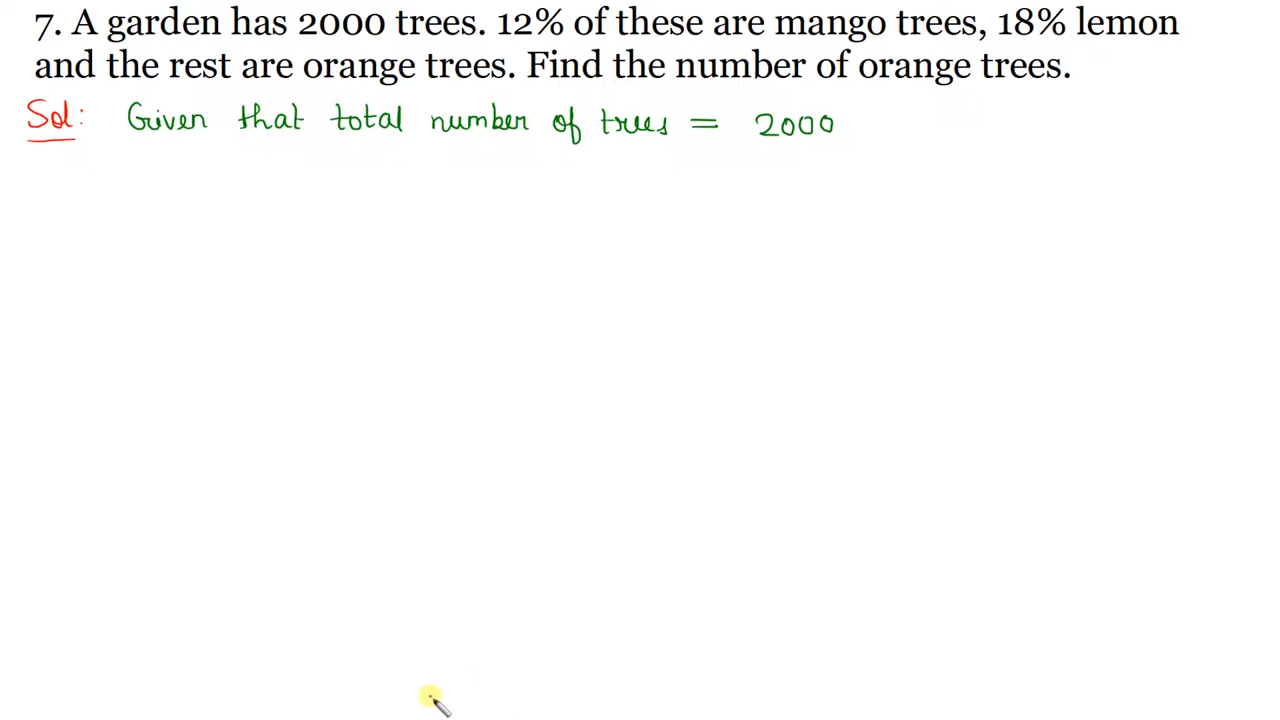 7. A garden has 2000 trees. 12% of these are mango trees, 18% lemon
and the rest are orange trees. Find the number of orange trees.
Sol: Given that total number of trees = 2000